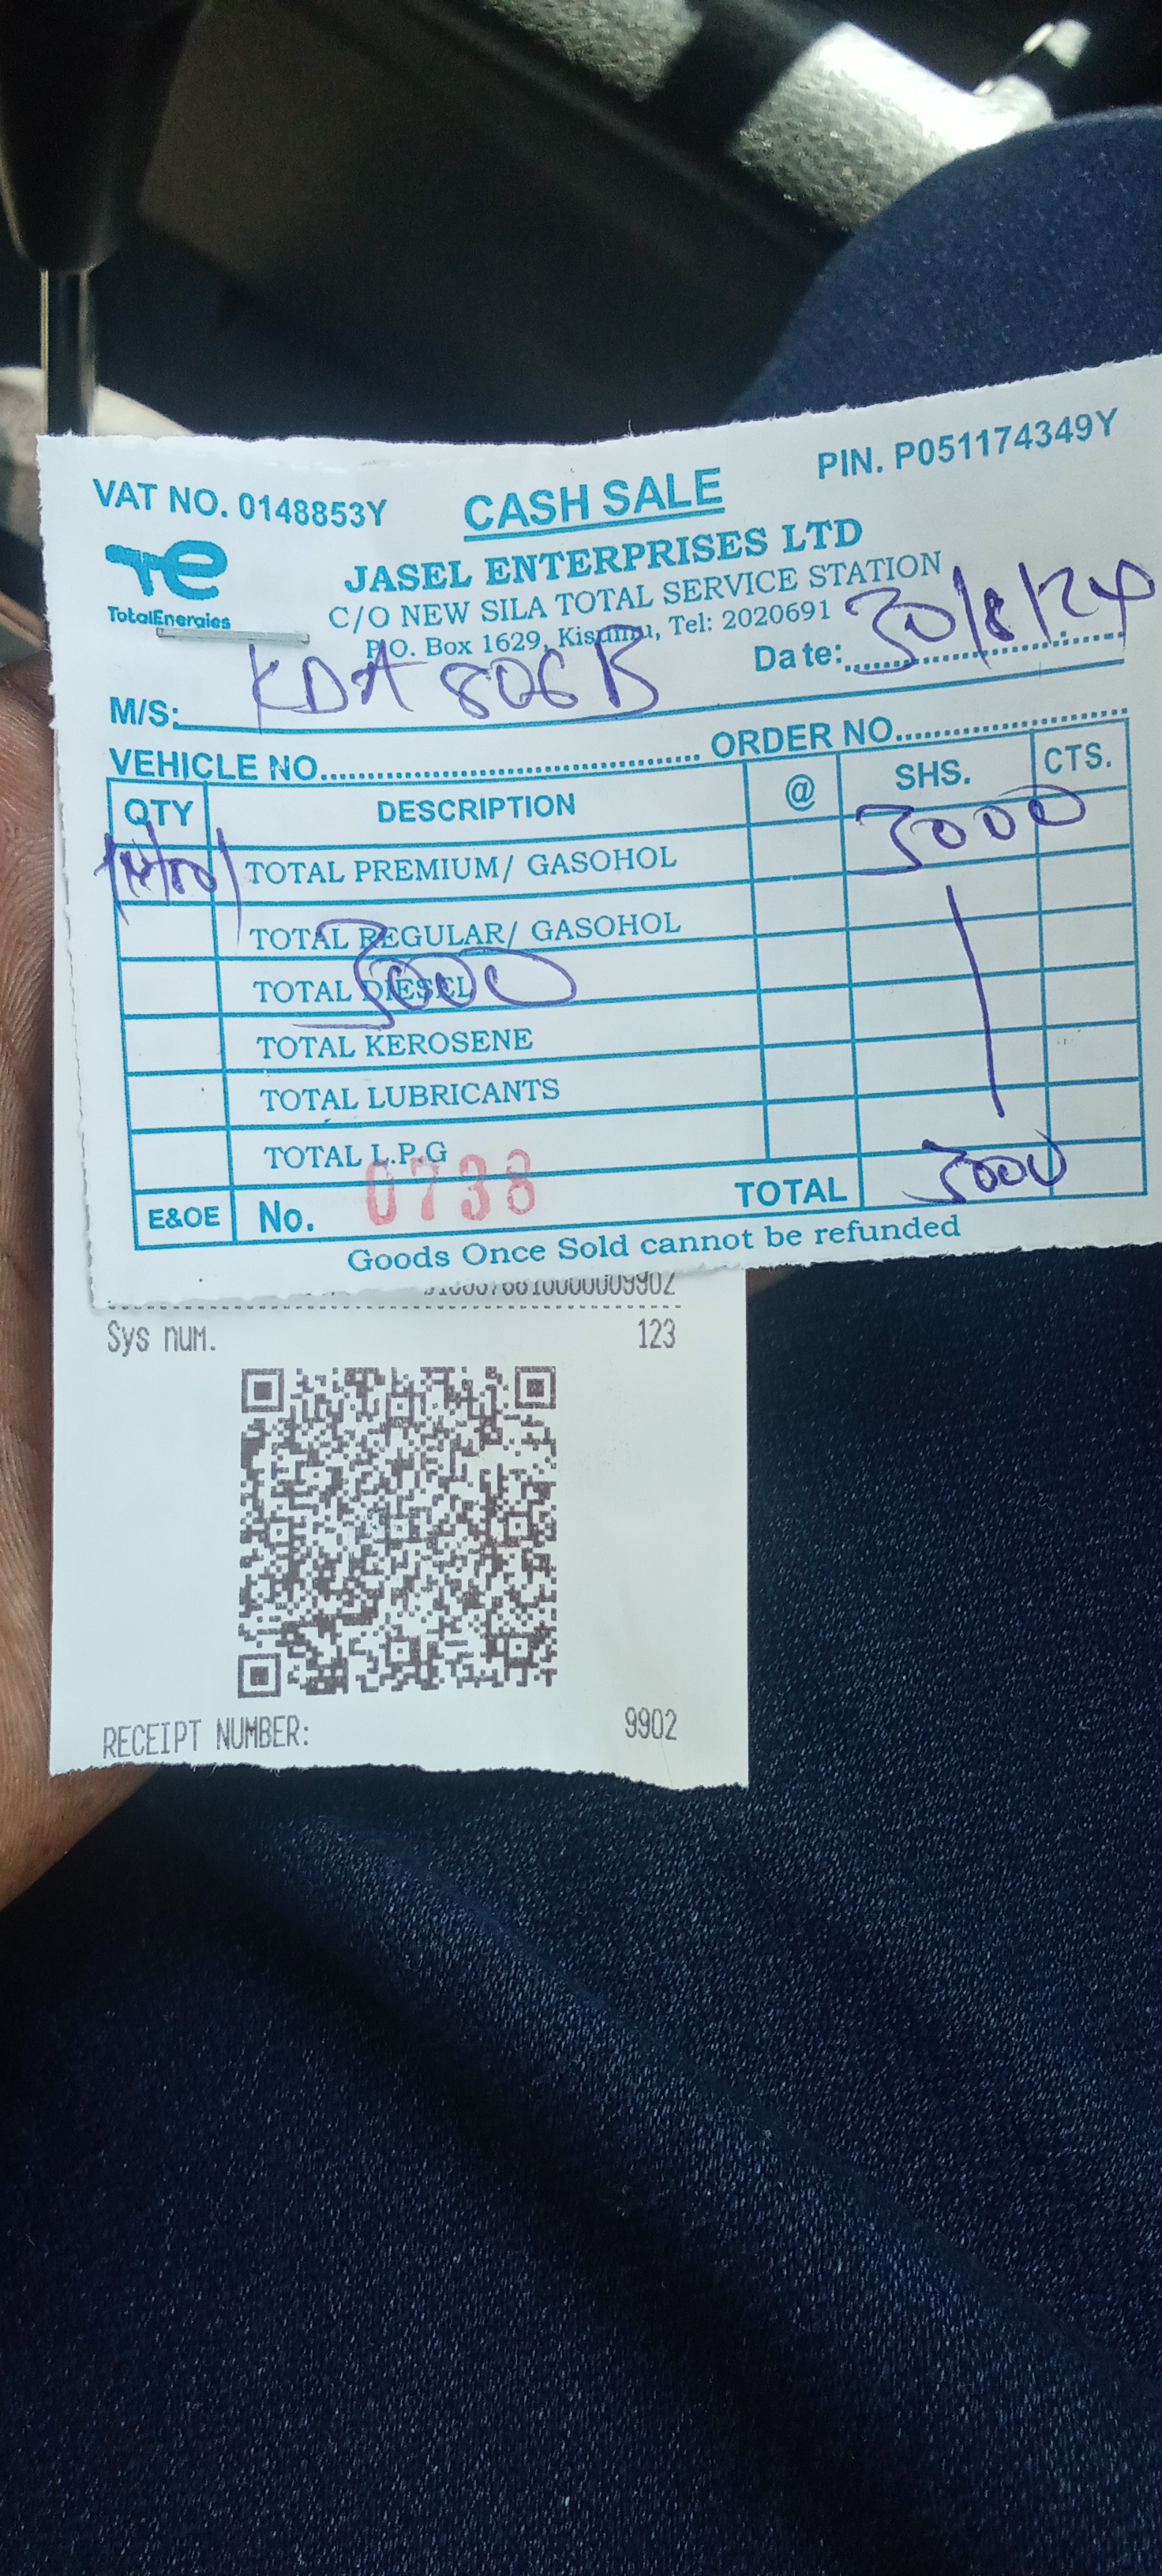 VAT NO. 0148853Y CASH SALE PIN. P051174349Y
TotalEnergies
JASEL ENTERPRISES LTD
C/O NEW SILA TOTAL SERVICE STATION
P.O. Box 1629, Kisumu, Tel: 2020691
Date: 30/8/24
M/S: KDA 806B
VEHICLE NO. ORDER NO.
QTY DESCRIPTION @ SHS. CTS.
TOTAL PREMIUM/ GASOHOL 3000
TOTAL REGULAR/ GASOHOL
3000
TOTAL DIESEL
TOTAL KEROSENE
TOTAL LUBRICANTS
TOTAL L.P.G
E&OE No. 0738 TOTAL 3000
Goods Once Sold cannot be refunded
Sys num. 123
RECEIPT NUMBER: 9902